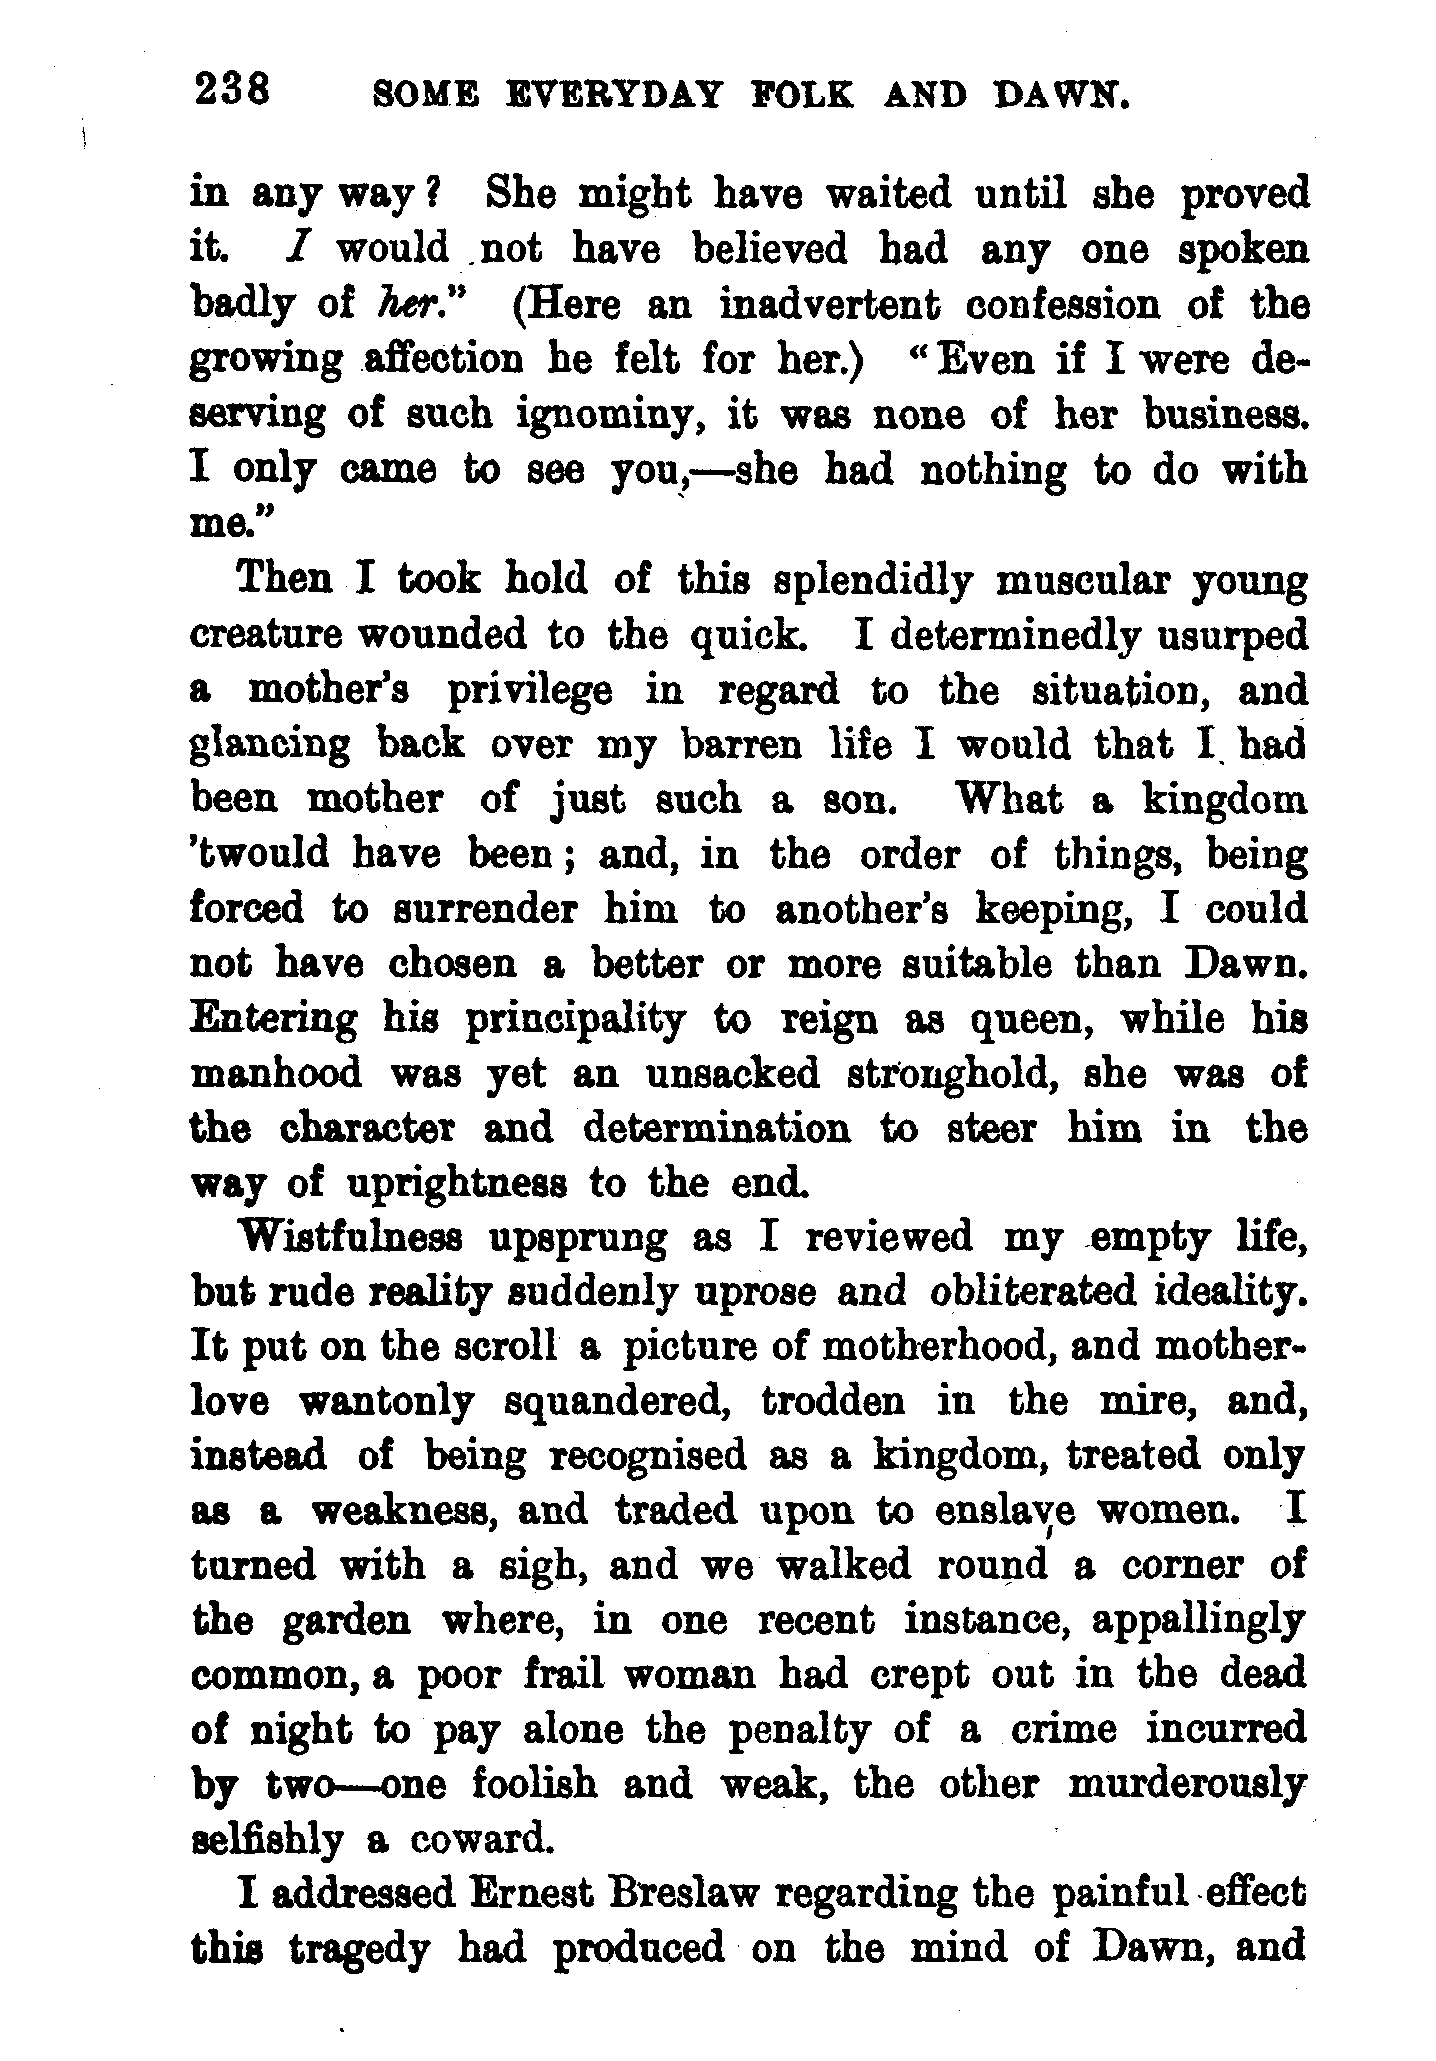 238 SOME EVERYDAY FOLK AND DAWN.
in any way? She might have waited until she proved
it. I would not have believed had any one spoken
badly of her." (Here an inadvertent confession of the
growing affection he felt for her.) "Even if I were de-
serving of such ignominy, it was none of her business.
I only came to see you,—she had nothing to do with
me."
Then I took hold of this splendidly muscular young
creature wounded to the quick. I determinedly usurped
a mother's privilege in regard to the situation, and
glancing back over my barren life I would that I had
been mother of just such a son. What a kingdom
'twould have been; and, in the order of things, being
forced to surrender him to another's keeping, I could
not have chosen a better or more suitable than Dawn.
Entering his principality to reign as queen, while his
manhood was yet an unsacked stronghold, she was of
the character and determination to steer him in the
way of uprightness to the end.
Wistfulness upsprung as I reviewed my empty life,
but rude reality suddenly uprose and obliterated ideality.
It put on the scroll a picture of motherhood, and mother-
love wantonly squandered, trodden in the mire, and,
instead of being recognised as a kingdom, treated only
as a weakness, and traded upon to enslave women. I
turned with a sigh, and we walked round a corner of
the garden where, in one recent instance, appallingly
common, a poor frail woman had crept out in the dead
of night to pay alone the penalty of a crime incurred
by two—one foolish and weak, the other murderously
selfishly a coward.
I addressed Ernest Breslaw regarding the painful effect
this tragedy had produced on the mind of Dawn, and